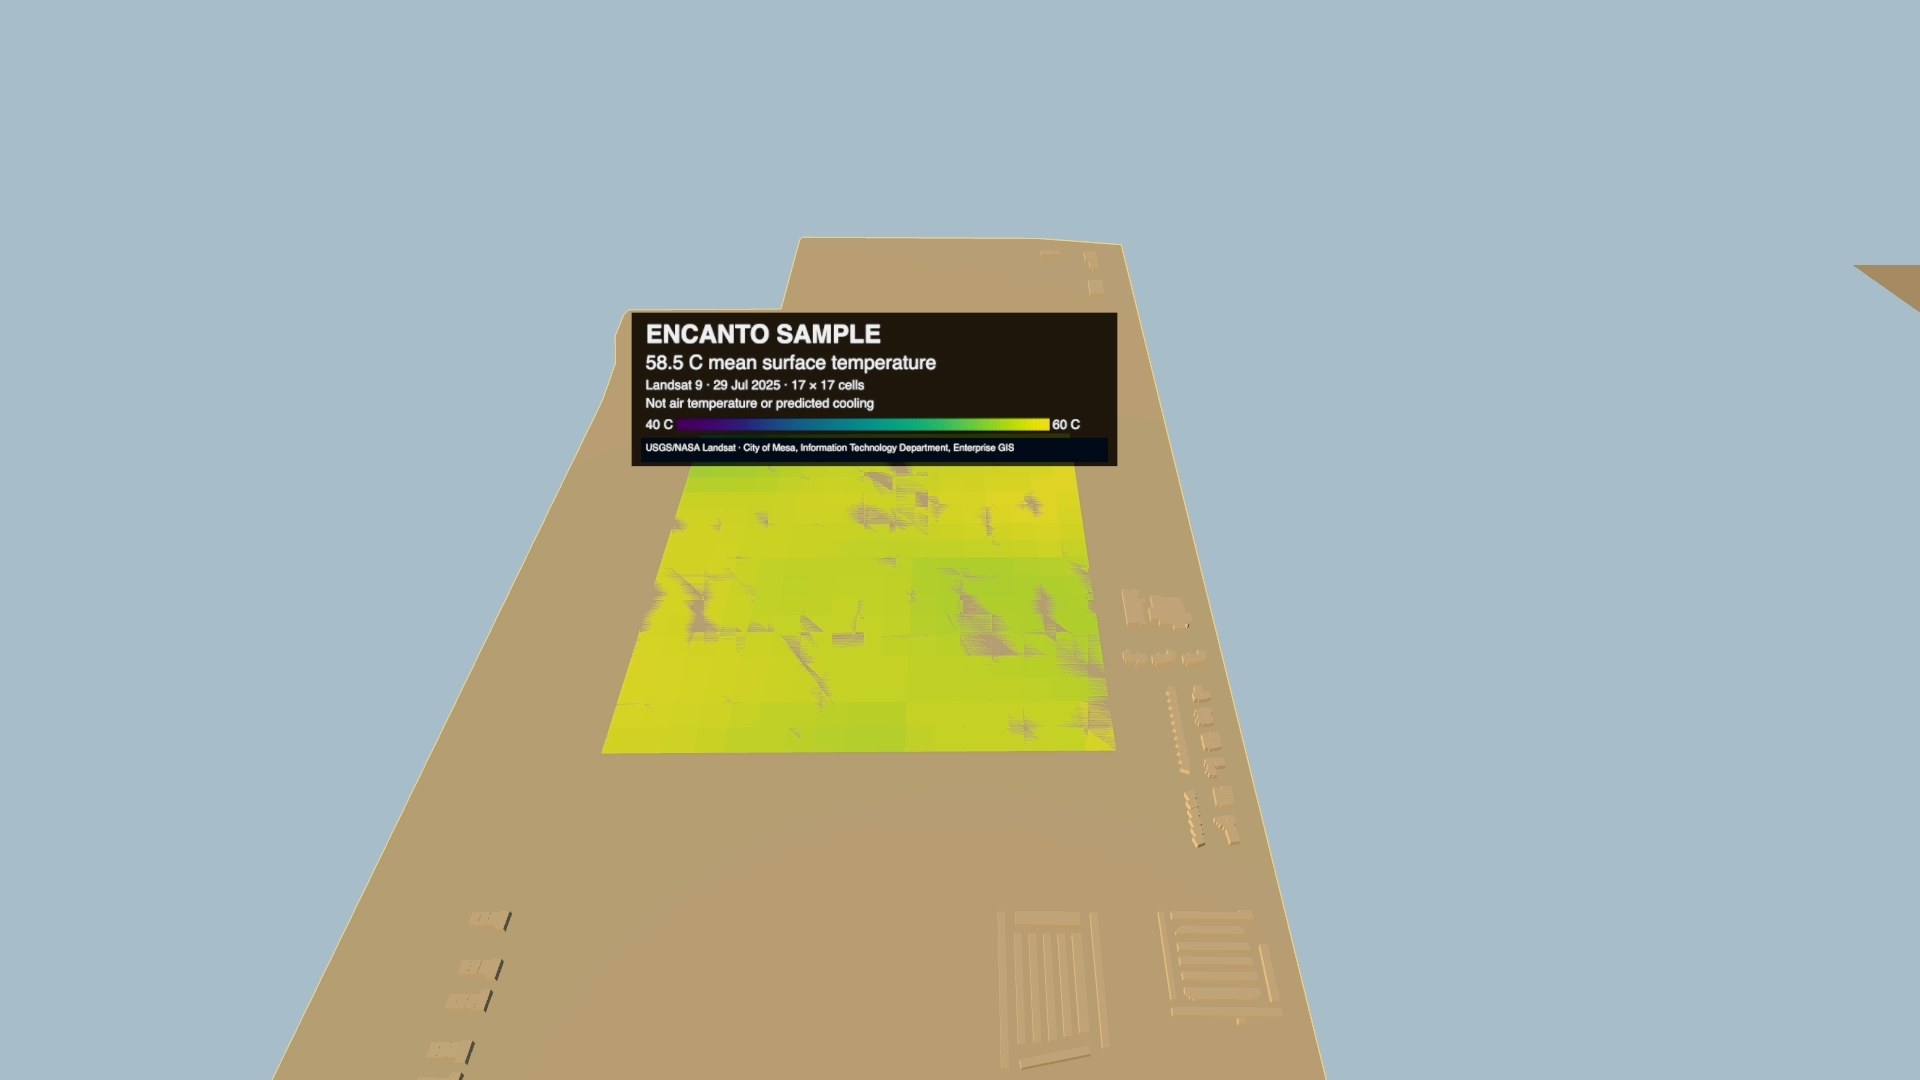 ENCANTO SAMPLE
58.5 C mean surface temperature
Landsat 9 · 29 Jul 2025 · 17 × 17 cells
Not air temperature or predicted cooling
40 C 60 C
USGS/NASA Landsat · City of Mesa, Information Technology Department, Enterprise GIS